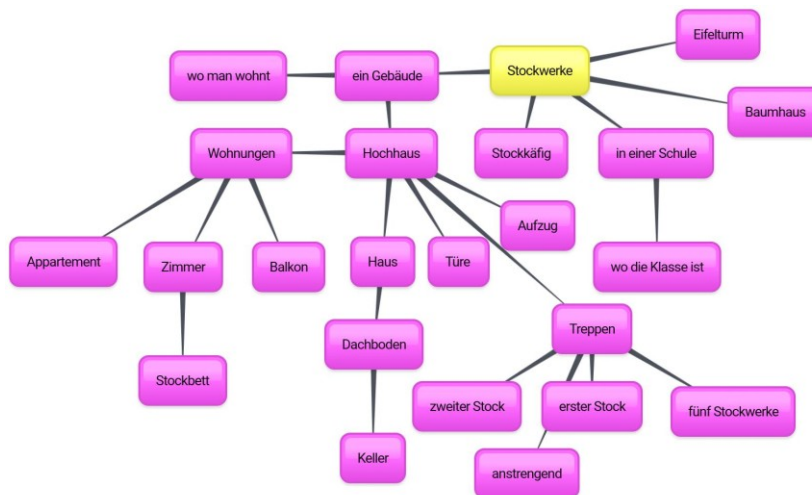 Eifelturm
wo man wohnt
ein Gebäude
Stockwerke
Baumhaus
Wohnungen
Hochhaus
Stockkäfig
in einer Schule
Aufzug
Appartement
Zimmer
Balkon
Haus
Türe
wo die Klasse ist
Treppen
Dachboden
Stockbett
zweiter Stock
erster Stock
fünf Stockwerke
Keller
anstrengend